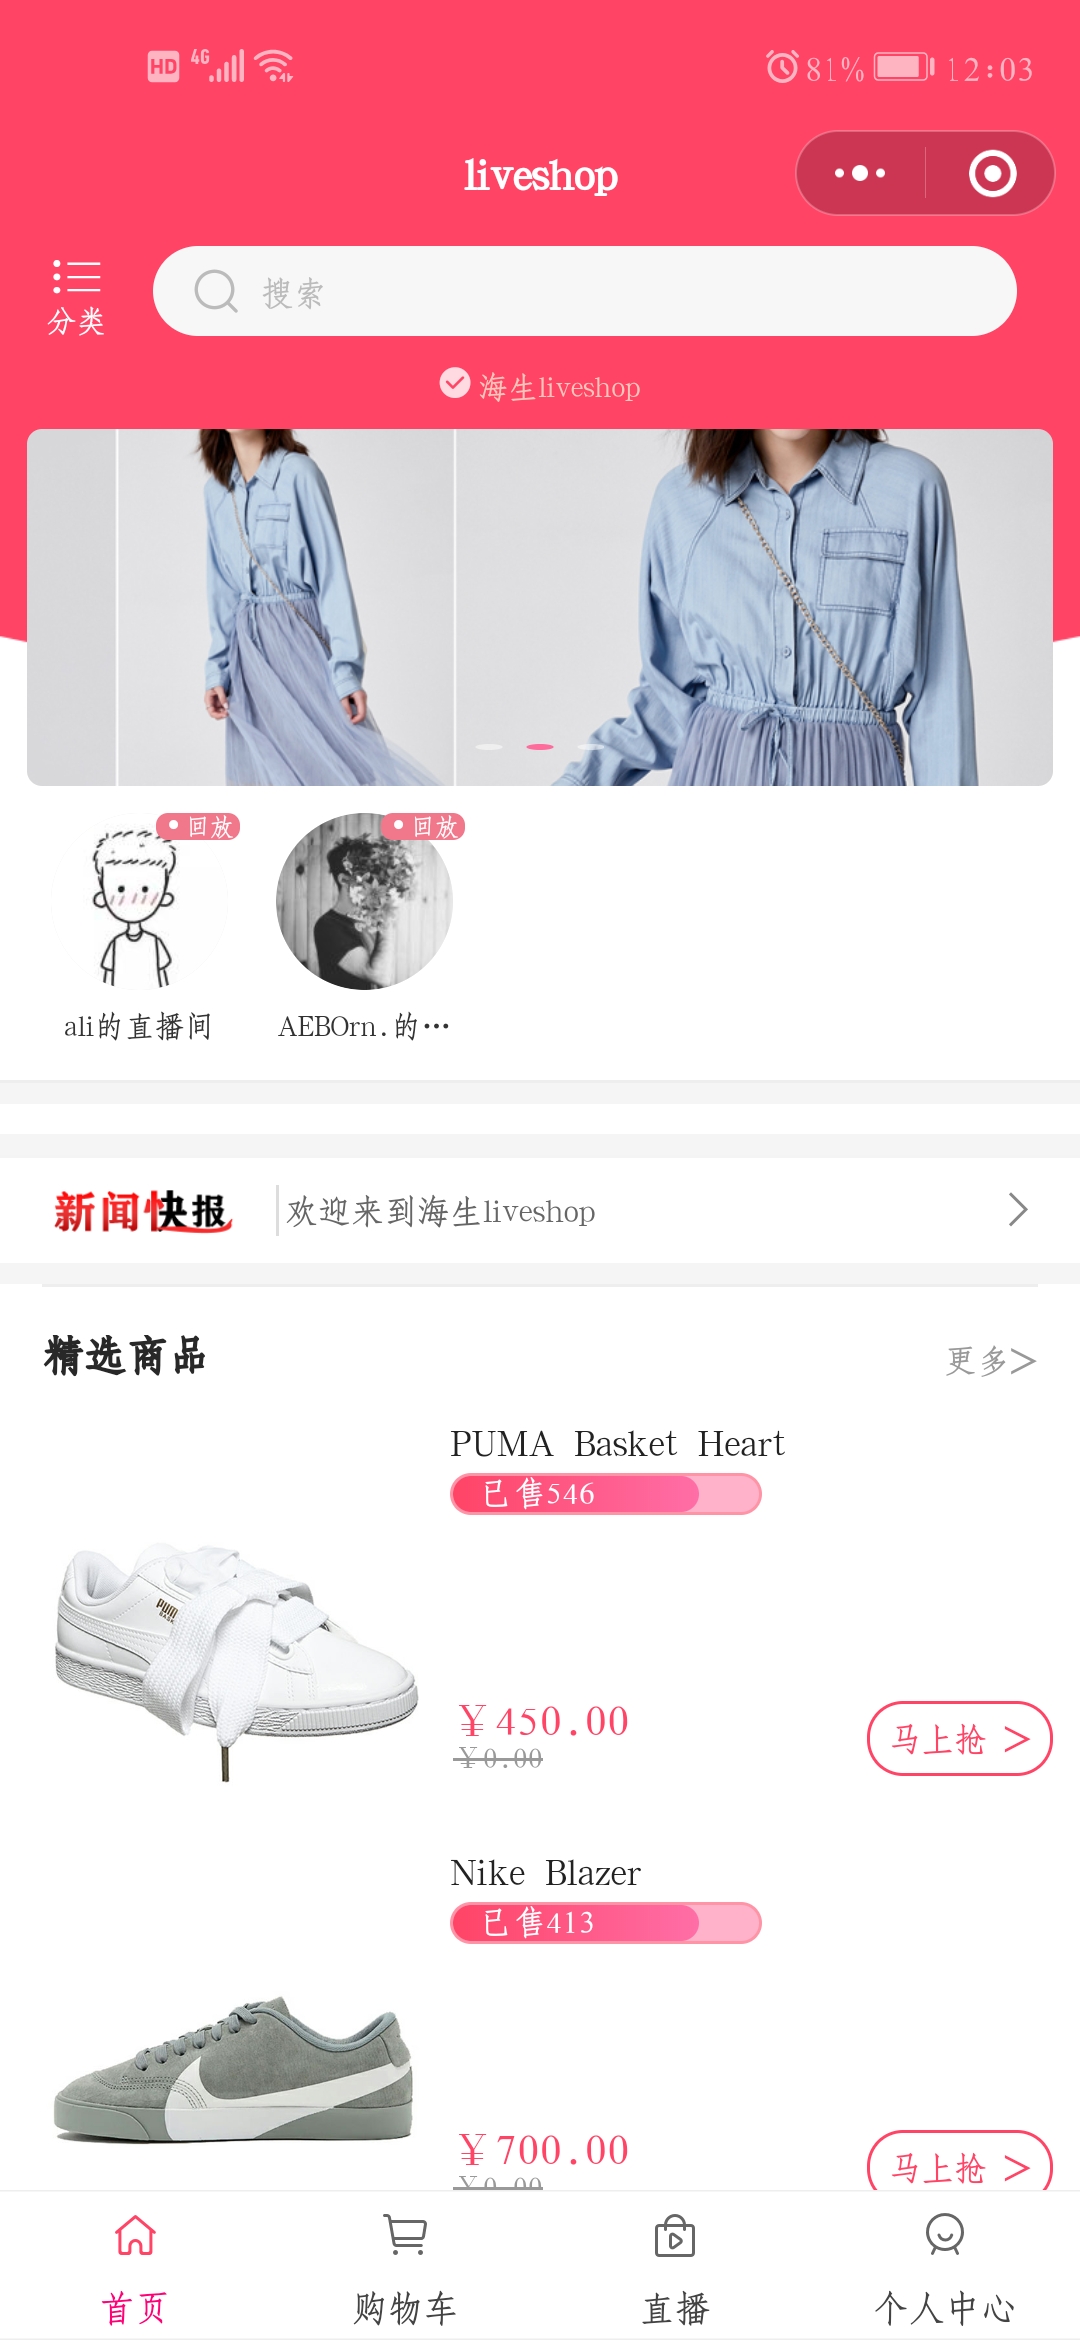 HD 4G 81% 12:03
liveshop
分类
搜索
海生liveshop
回放 回放
ali的直播间 AEBOrn.的…
新闻快报 欢迎来到海生liveshop
精选商品 更多>
PUMA Basket Heart
已售546
PUMA
￥450.00
￥0.00
马上抢 >
Nike Blazer
已售413
￥700.00
￥0.00
马上抢 >
首页 购物车 直播 个人中心